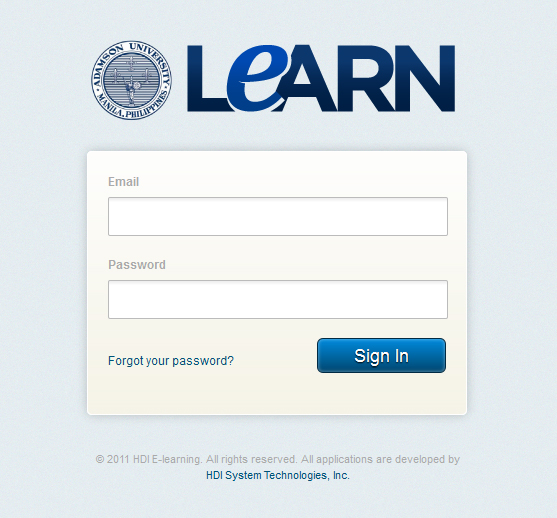 ADAMSON UNIVERSITY
MANILA, PHILIPPINES
LeARN
Email
Password
Forgot your password?
Sign In
© 2011 HDI E-learning. All rights reserved. All applications are developed by
HDI System Technologies, Inc.